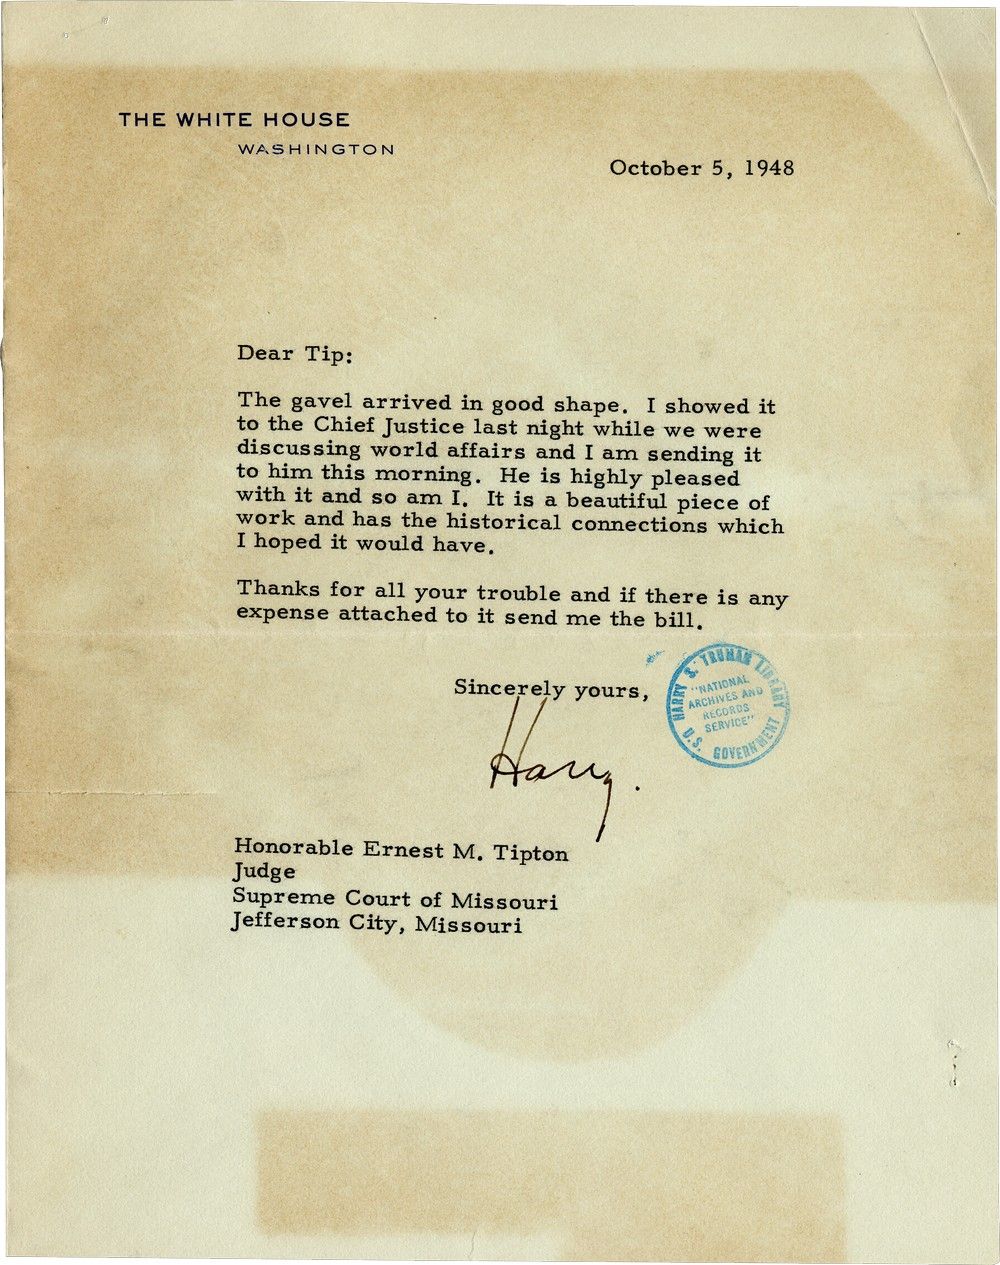 THE WHITE HOUSE
WASHINGTON
October 5, 1948
Dear Tip:
The gavel arrived in good shape. I showed it
to the Chief Justice last night while we were
discussing world affairs and I am sending it
to him this morning. He is highly pleased
with it and so am I. It is a beautiful piece of
work and has the historical connections which
I hoped it would have.
Thanks for all your trouble and if there is any
expense attached to it send me the bill.
Sincerely yours,
HARRY S. TRUMAN LIBRARY
"NATIONAL
ARCHIVES AND
RECORDS
SERVICE"
U.S. GOVERNMENT
Harry.
Honorable Ernest M. Tipton
Judge
Supreme Court of Missouri
Jefferson City, Missouri